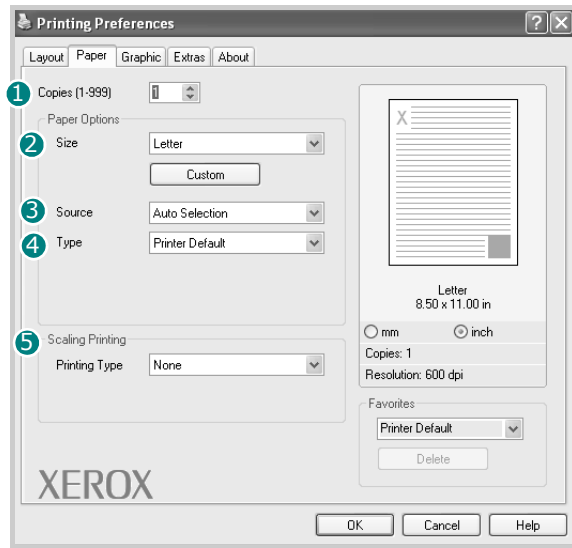 Printing Preferences
Layout Paper Graphic Extras About
1 Copies (1-999) 1
Paper Options
2 Size Letter
Custom
3 Source Auto Selection
4 Type Printer Default
X
Letter
8.50 x 11.00 in
mm inch
Copies: 1
Resolution: 600 dpi
5 Scaling Printing
Printing Type None
Favorites
Printer Default
Delete
XEROX
OK Cancel Help